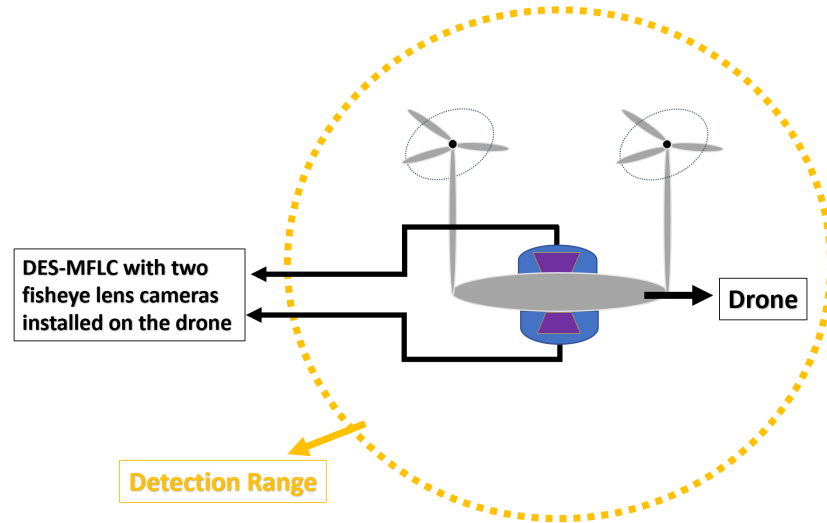 DES-MFLC with two
fisheye lens cameras
installed on the drone
Drone
Detection Range